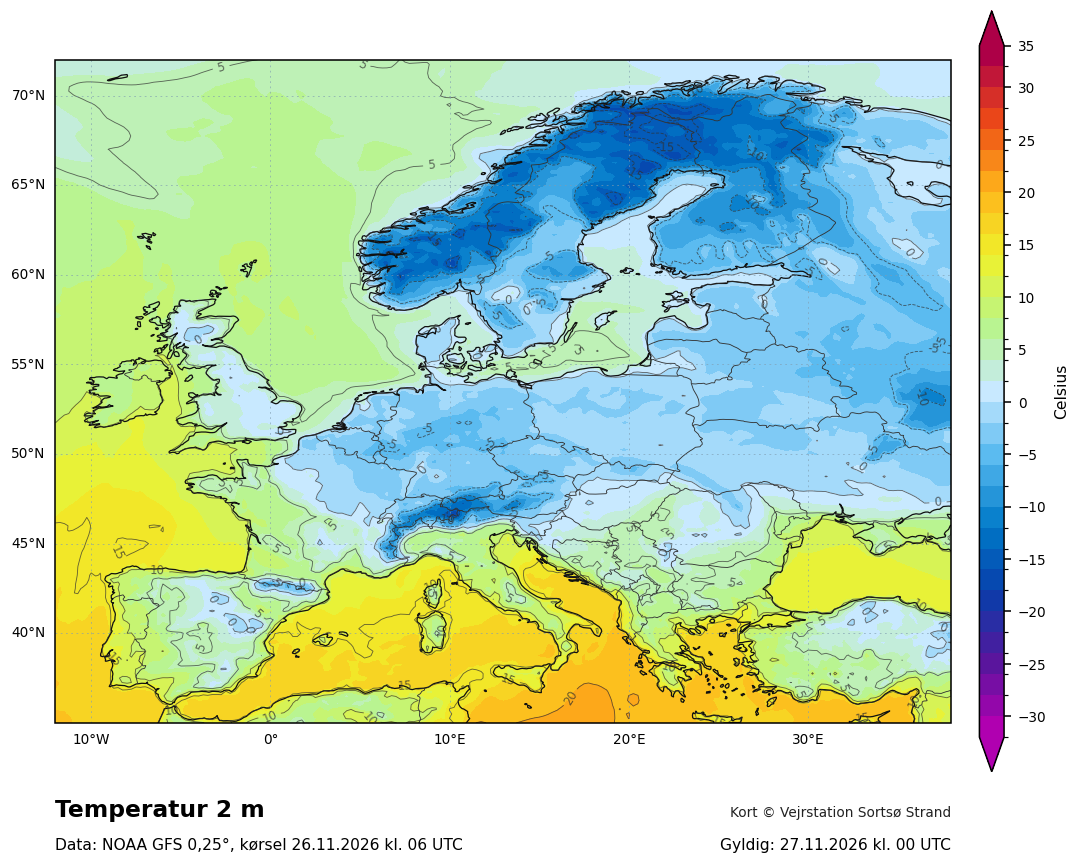 70°N
65°N
60°N
55°N
50°N
45°N
40°N
10°W
0°
10°E
20°E
30°E
35
30
25
20
15
10
5
0
−5
−10
−15
−20
−25
−30
Celsius
Temperatur 2 m
Kort © Vejrstation Sortsø Strand
Data: NOAA GFS 0,25°, kørsel 26.11.2026 kl. 06 UTC
Gyldig: 27.11.2026 kl. 00 UTC